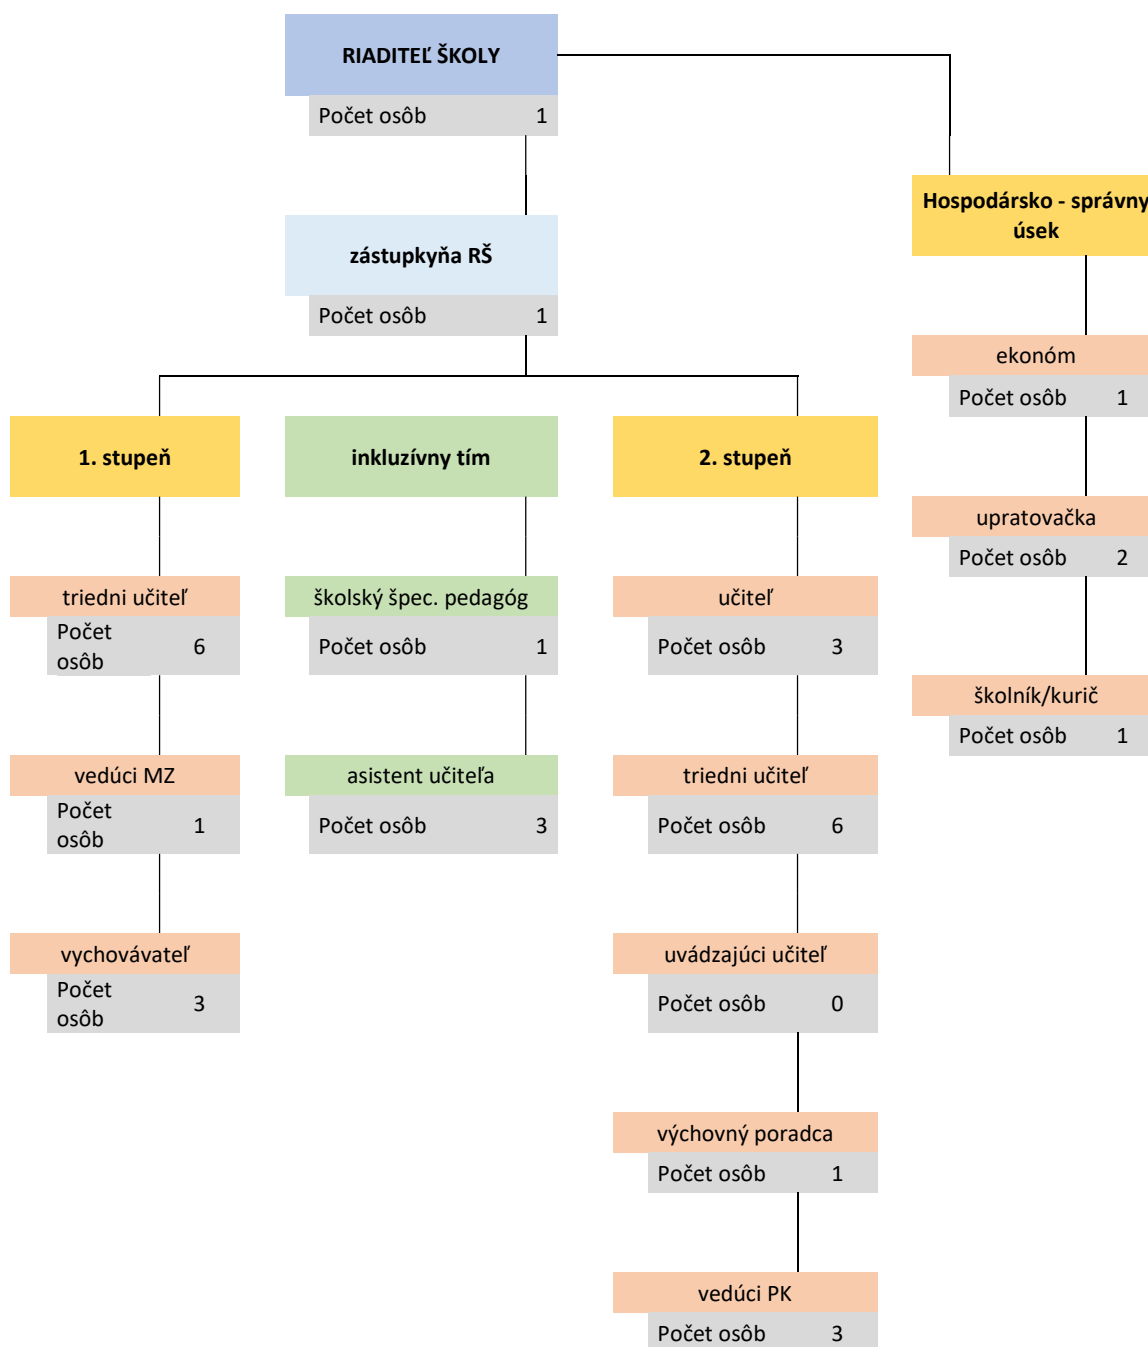 RIADITEĽ ŠKOLY
Počet osôb 1
Hospodársko - správny
úsek
zástupkyňa RŠ
Počet osôb 1
ekonóm
Počet osôb 1
1. stupeň
inkluzívny tím
2. stupeň
upratovačka
Počet osôb 2
triedni učiteľ
Počet
osôb 6
školský špec. pedagóg
Počet osôb 1
učiteľ
Počet osôb 3
školník/kurič
Počet osôb 1
vedúci MZ
Počet
osôb 1
asistent učiteľa
Počet osôb 3
triedni učiteľ
Počet osôb 6
vychovávateľ
Počet
osôb 3
uvádzajúci učiteľ
Počet osôb 0
výchovný poradca
Počet osôb 1
vedúci PK
Počet osôb 3